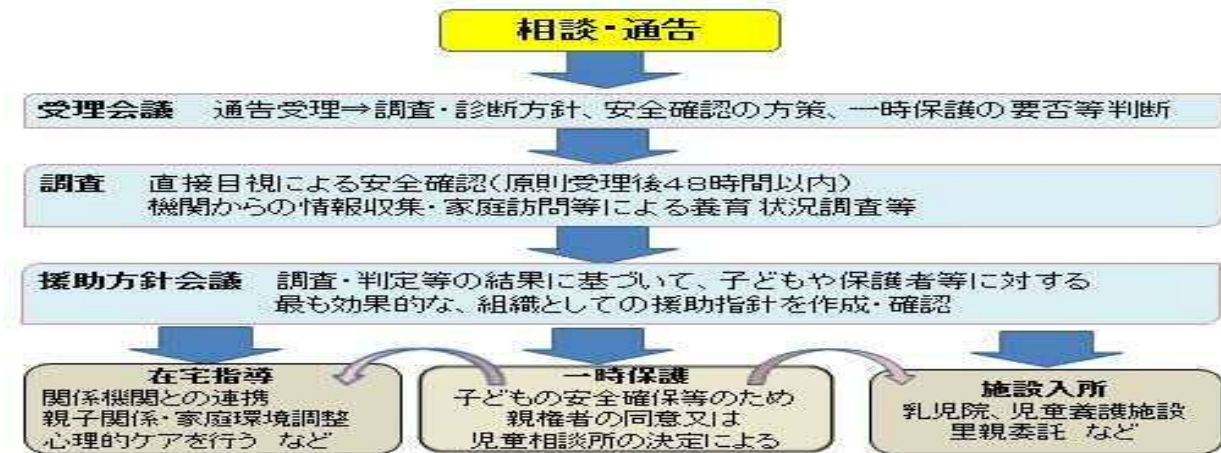 相談・通告
受理会議 通告受理⇒調査・診断方針、安全確認の方策、一時保護の要否等判断
調査 直接目視による安全確認(原則受理後48時間以内)
機関からの情報収集・家庭訪問等による養育状況調査等
援助方針会議 調査・判定等の結果に基づいて、子どもや保護者等に対する
最も効果的な、組織としての援助指針を作成・確認
在宅指導
関係機関との連携
親子関係・家庭環境調整
心理的ケアを行う など
一時保護
子どもの安全確保等のため
親権者の同意又は
児童相談所の決定による
施設入所
乳児院、児童養護施設
里親委託 など